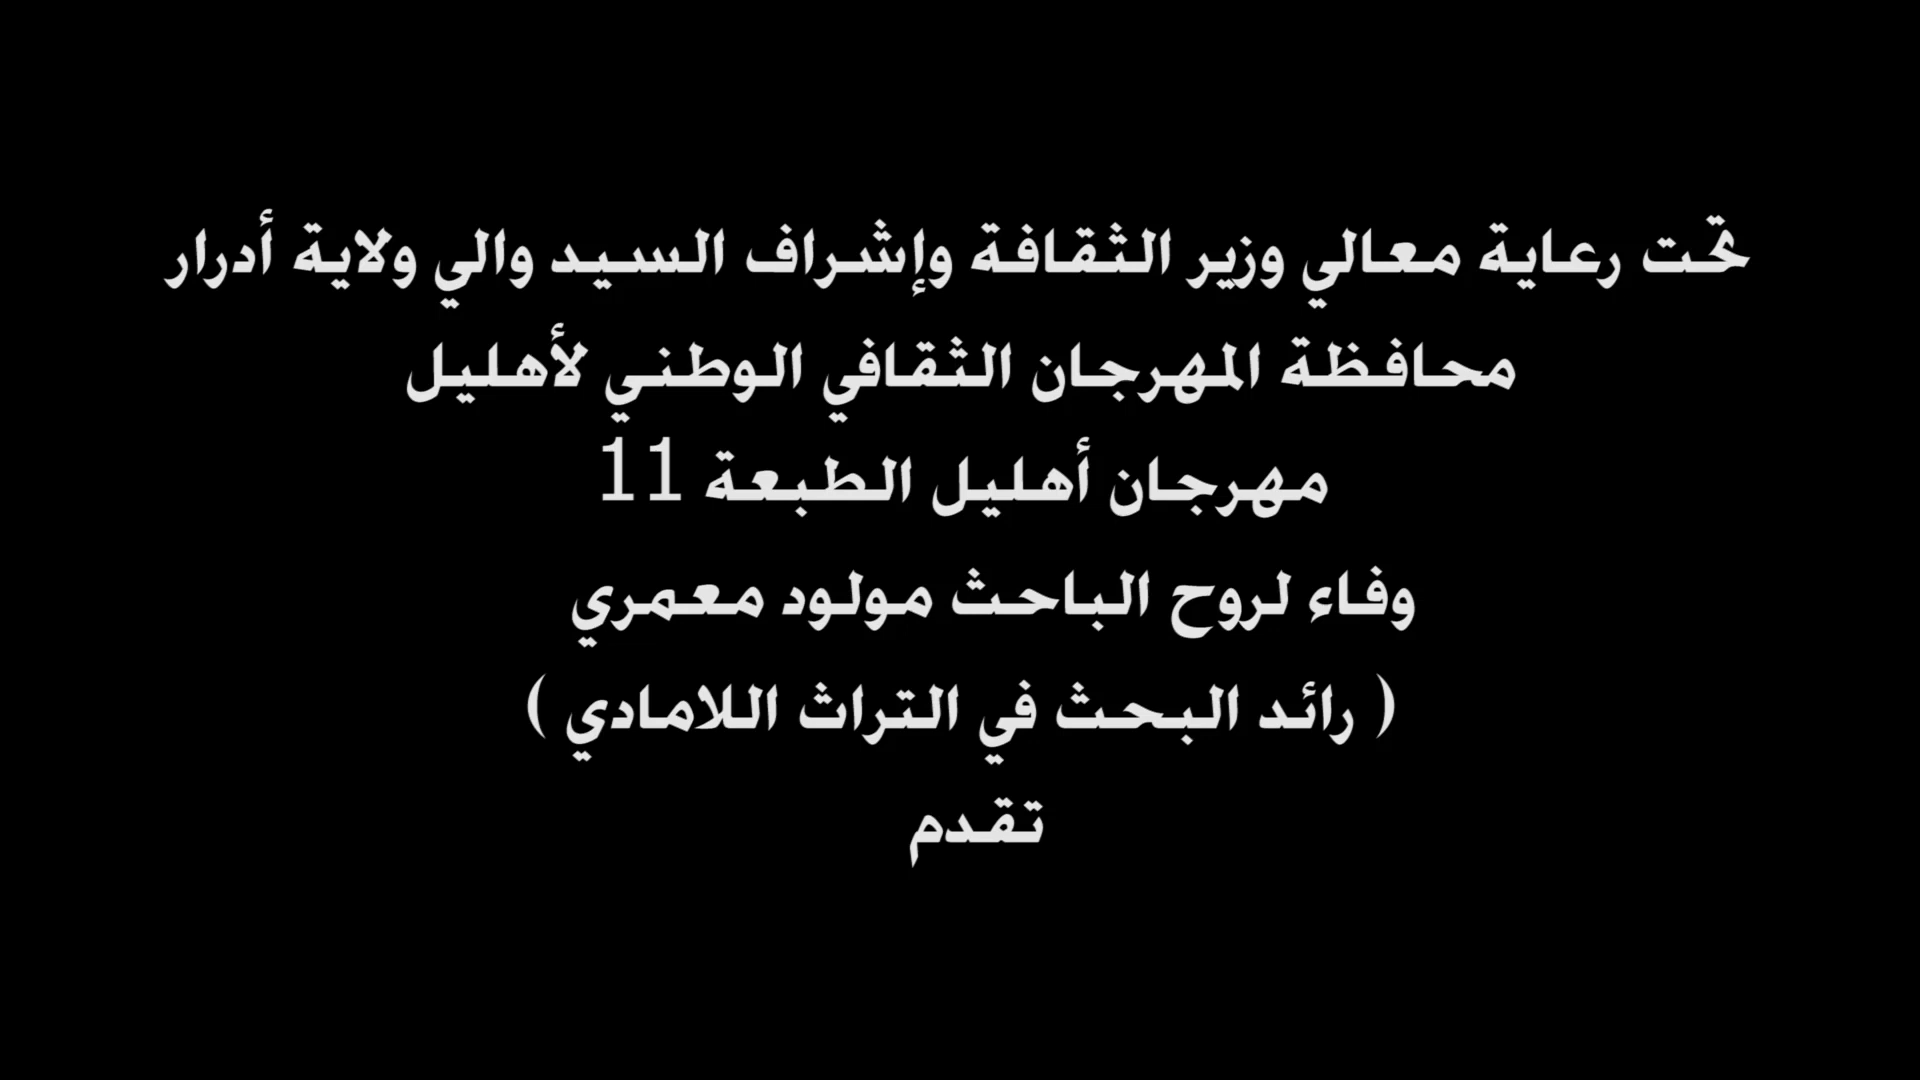 تحت رعاية معالي وزير الثقافة وإشراف السيد والي ولاية أدرار
محافظة المهرجان الثقافي الوطني لأهليل
مهرجان أهليل الطبعة 11
وفاء لروح الباحث مولود معمري
( رائد البحث في التراث اللامادي )
تقدم